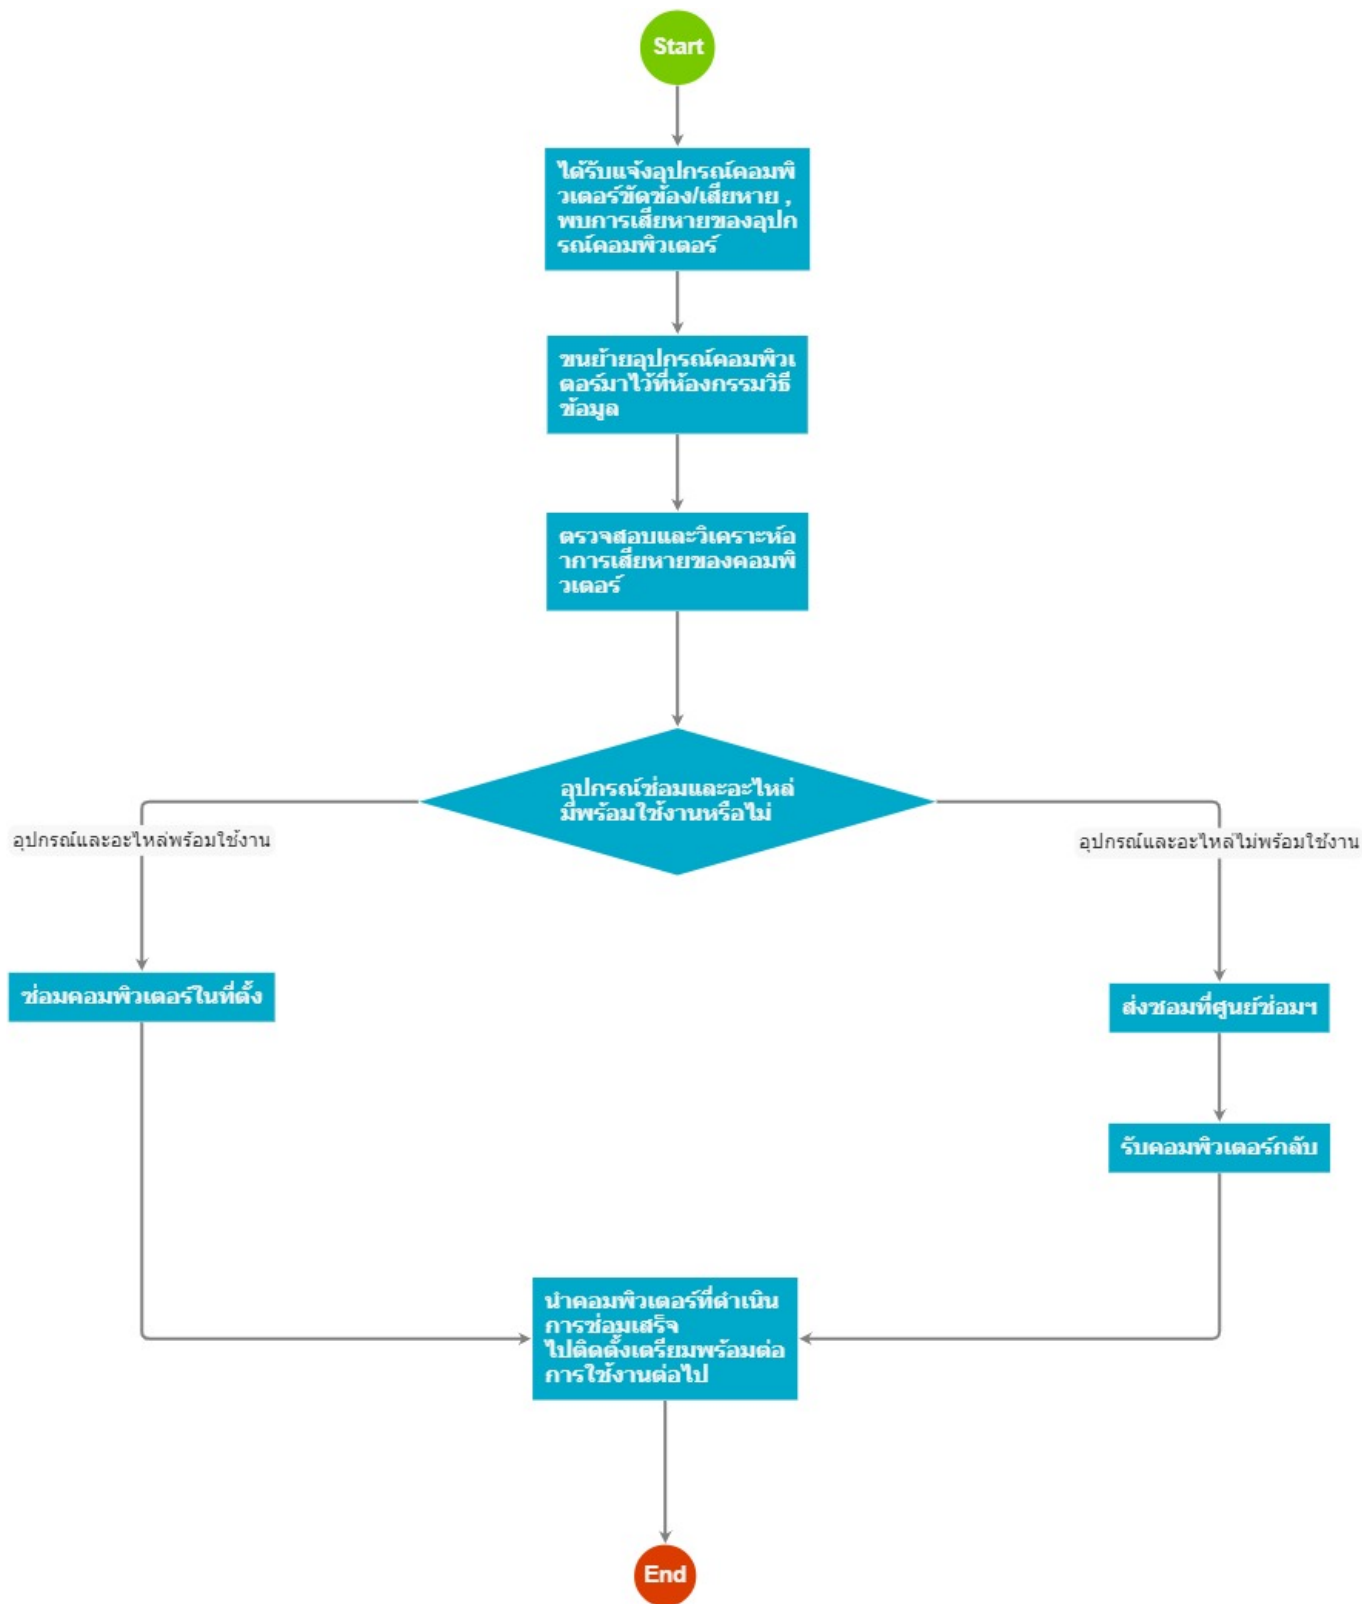 Start
ได้รับแจ้งอุปกรณ์คอมพิ
วเตอร์ขัดข้อง/เสียหาย ,
พบการเสียหายของอุปก
รณ์คอมพิวเตอร์
ขนย้ายอุปกรณ์คอมพิวเ
ตอร์มาไว้ที่ห้องกรรมวิธี
ข้อมูล
ตรวจสอบและวิเคราะห์อ
าการเสียหายของคอมพิ
วเตอร์
อุปกรณ์ซ่อมและอะไหล่
มีพร้อมใช้งานหรือไม่
อุปกรณ์และอะไหล่พร้อมใช้งาน
อุปกรณ์และอะไหล่ไม่พร้อมใช้งาน
ซ่อมคอมพิวเตอร์ในที่ตั้ง
ส่งซอมที่ศูนย์ซ่อมฯ
รับคอมพิวเตอร์กลับ
นำคอมพิวเตอร์ที่ดำเนิน
การซ่อมเสร็จ
ไปติดตั้งเตรียมพร้อมต่อ
การใช้งานต่อไป
End